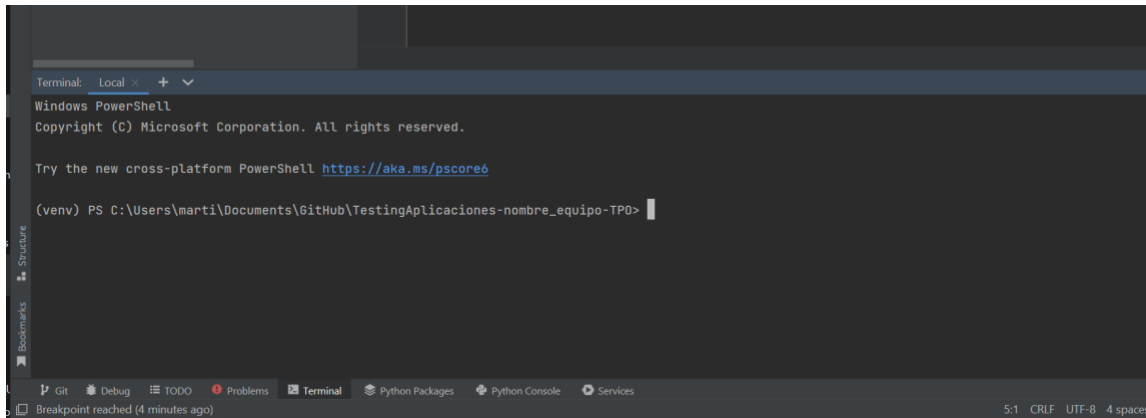 Terminal: Local × + 
Windows PowerShell
Copyright (C) Microsoft Corporation. All rights reserved.
Try the new cross-platform PowerShell https://aka.ms/pscore6
(venv) PS C:\Users\marti\Documents\GitHub\TestingAplicaciones-nombre_equipo-TPO>
Structure
Bookmarks
Git Debug TODO Problems Terminal Python Packages Python Console Services
Breakpoint reached (4 minutes ago) 5:1 CRLF UTF-8 4